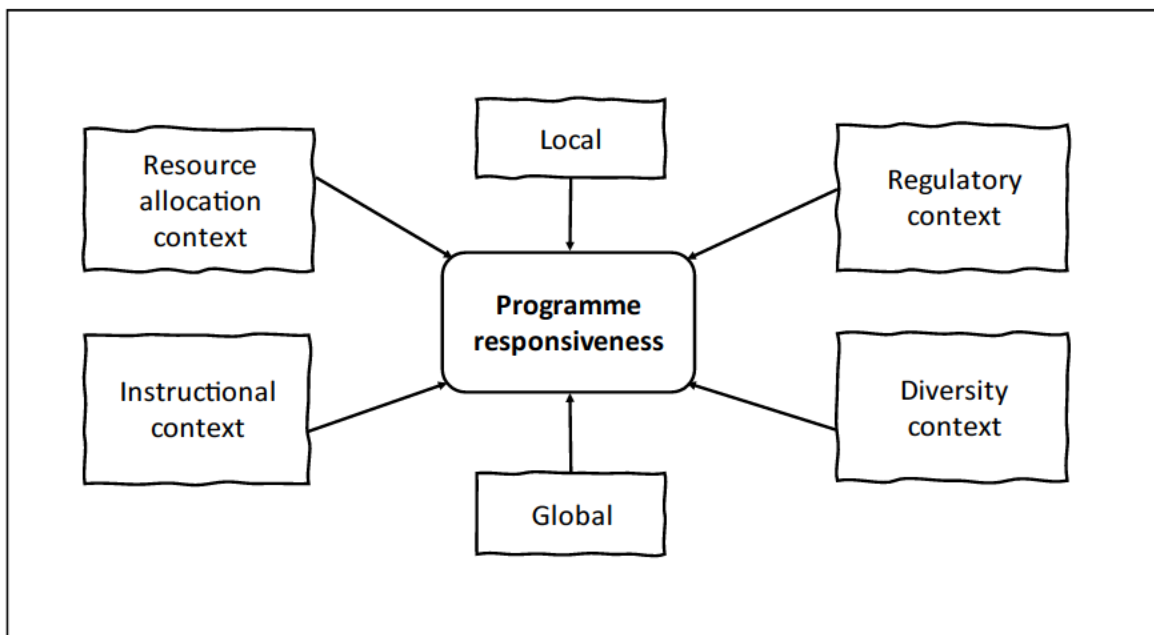 Local
Resource
allocation
context
Regulatory
context
Programme
responsiveness
Instructional
context
Diversity
context
Global